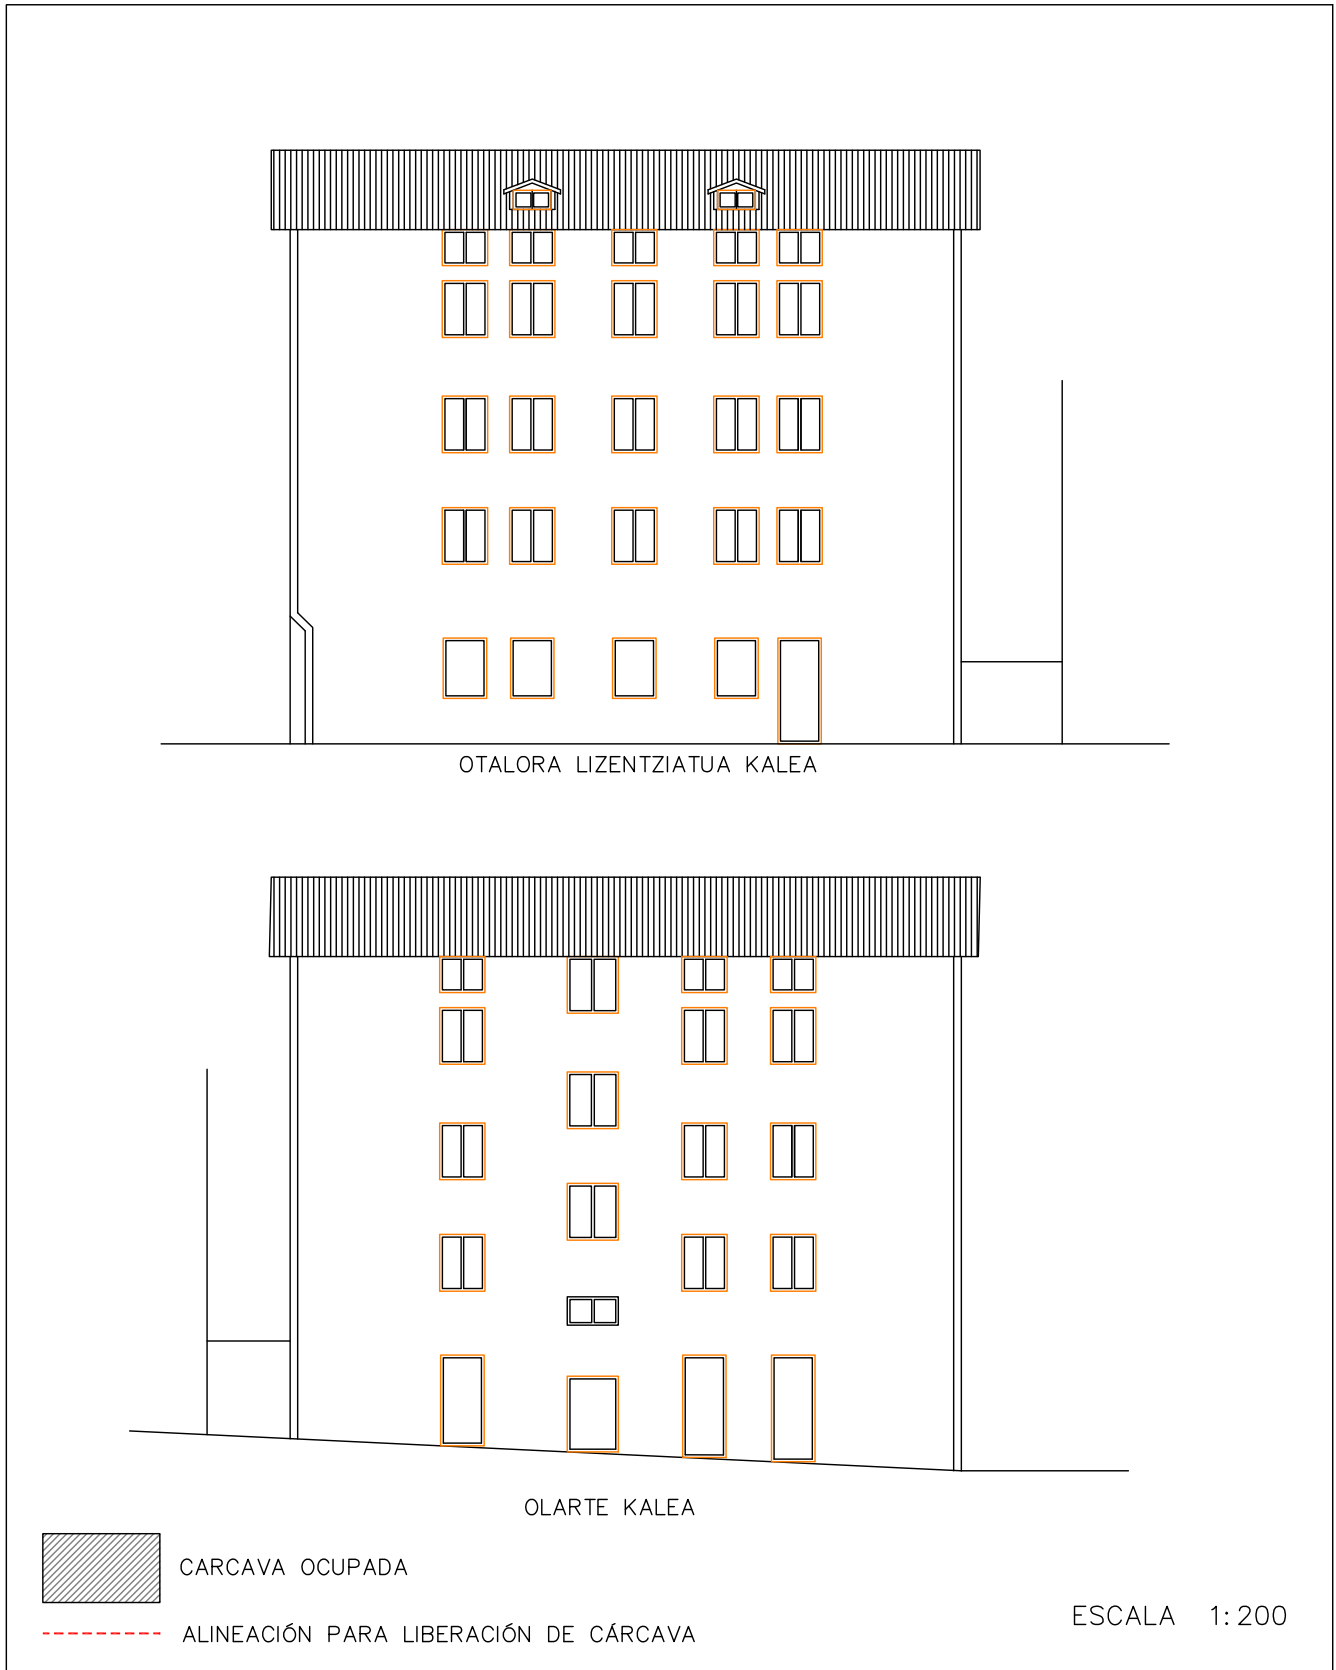 OTALORA LIZENTZIATUA KALEA
OLARTE KALEA
CARCAVA OCUPADA
ALINEACIÓN PARA LIBERACIÓN DE CÁRCAVA
ESCALA 1:200